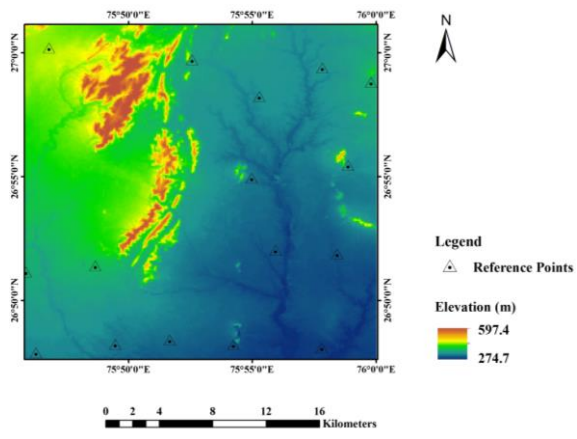 75°50'0"E 75°55'0"E 76°0'0"E
N
27°0'0"N 27°0'0"N
26°55'0"N 26°55'0"N
26°50'0"N 26°50'0"N
75°50'0"E 75°55'0"E 76°0'0"E
Legend
Reference Points
Elevation (m)
597.4
274.7
0 2 4 8 12 16
Kilometers